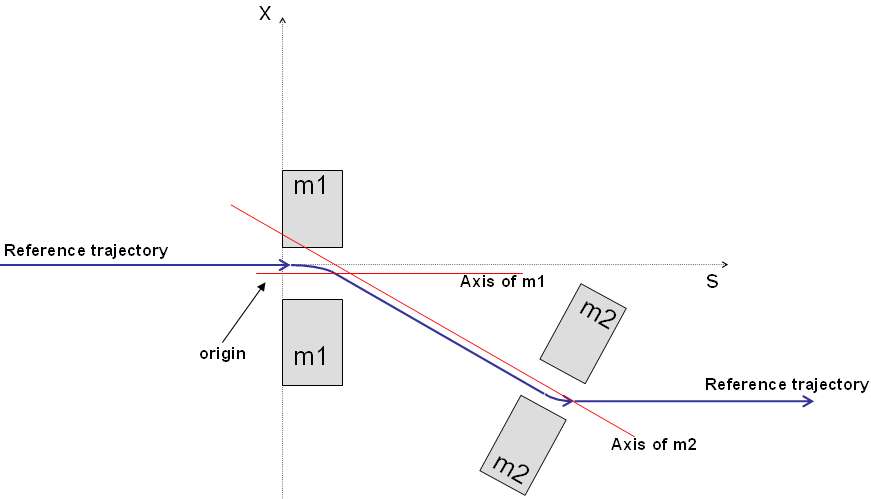 X
m1
Reference trajectory
Axis of m1
S
m2
origin
m1
Reference trajectory
Axis of m2
m2